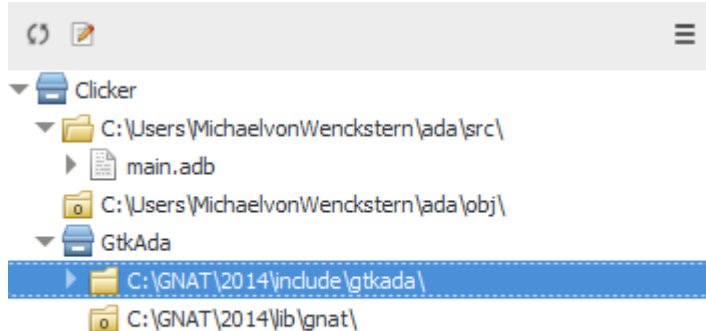 Clicker
C:\Users\MichaelvonWenckstern\ada\src\
main.adb
C:\Users\MichaelvonWenckstern\ada\obj\
GtkAda
C:\GNAT\2014\include\gtkada\
C:\GNAT\2014\lib\gnat\